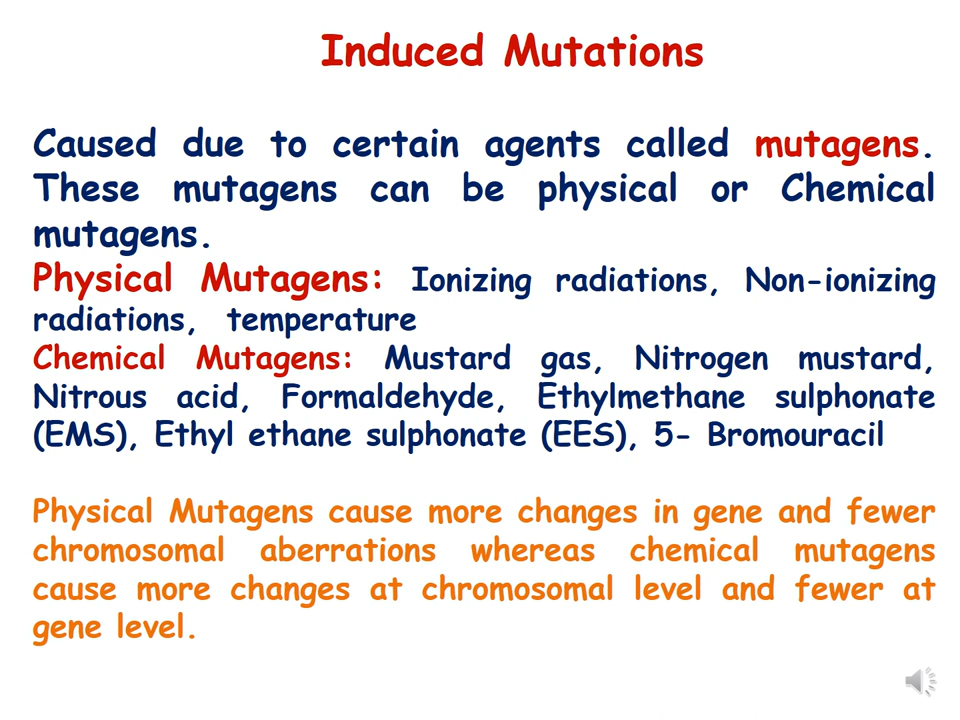 Induced Mutations
Caused due to certain agents called mutagens.
These mutagens can be physical or Chemical
mutagens.
Physical Mutagens: Ionizing radiations, Non-ionizing
radiations, temperature
Chemical Mutagens: Mustard gas, Nitrogen mustard,
Nitrous acid, Formaldehyde, Ethylmethane sulphonate
(EMS), Ethyl ethane sulphonate (EES), 5- Bromouracil
Physical Mutagens cause more changes in gene and fewer
chromosomal aberrations whereas chemical mutagens
cause more changes at chromosomal level and fewer at
gene level.